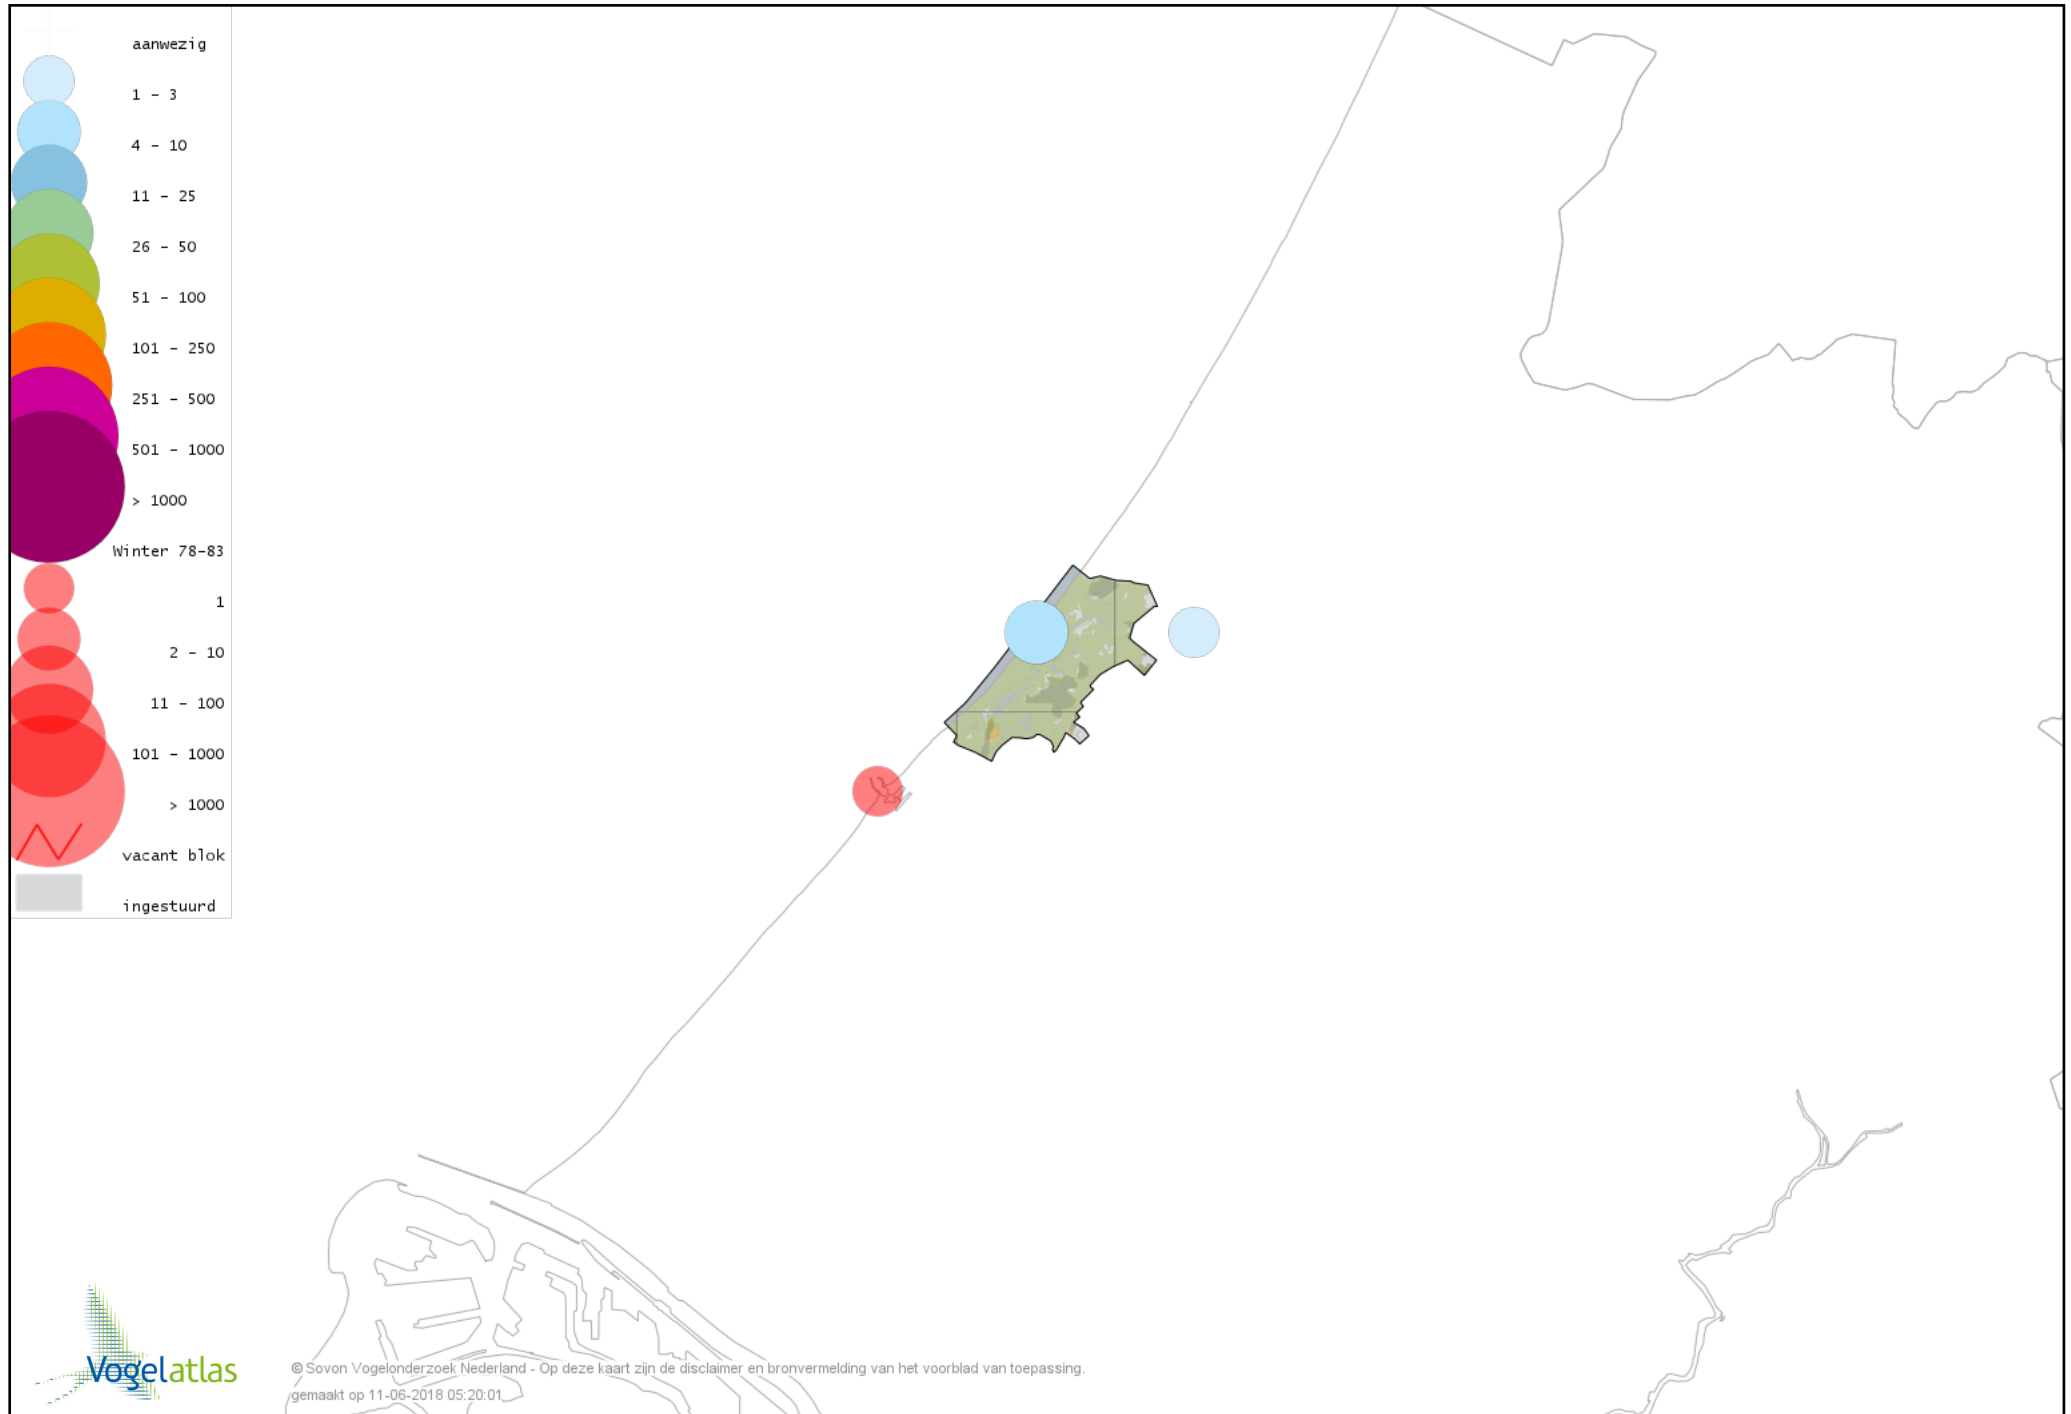 aanwezig
1 - 3
4 - 10
11 - 25
26 - 50
51 - 100
101 - 250
251 - 500
501 - 1000
> 1000
Winter 78-83
1
2 - 10
11 - 100
101 - 1000
> 1000
vacant blok
ingestuurd
Vogelatlas
© Sovon Vogelonderzoek Nederland - Op deze kaart zijn de disclaimer en bronvermelding van het voorblad van toepassing.
gemaakt op 11-06-2018 05:20:01